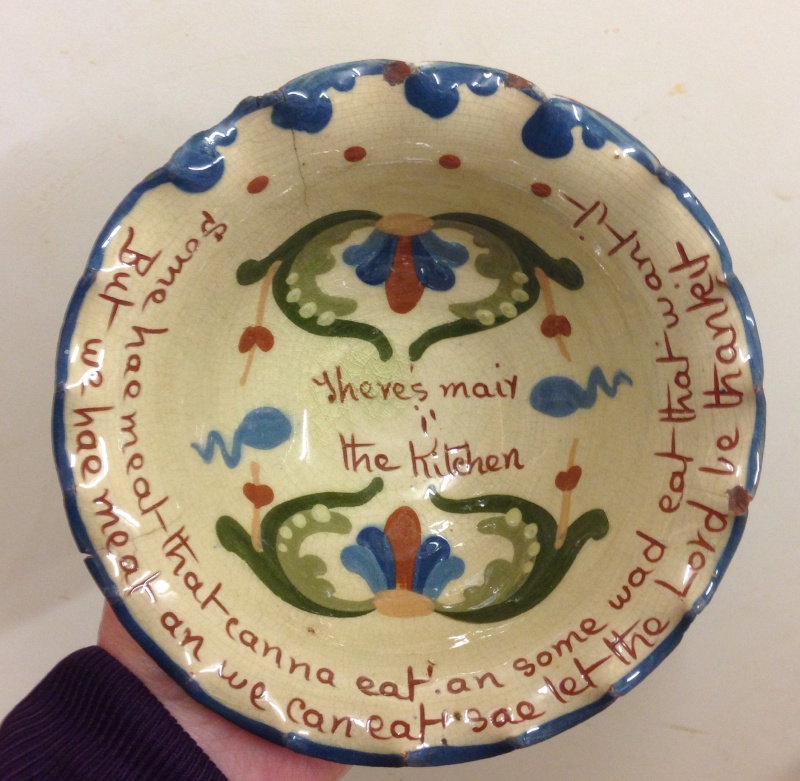 Some hae meat that canna eat. an some wad eat that want it
But we hae meat an we can eat. sae let the Lord be thankit
There's mair
i'
the kitchen